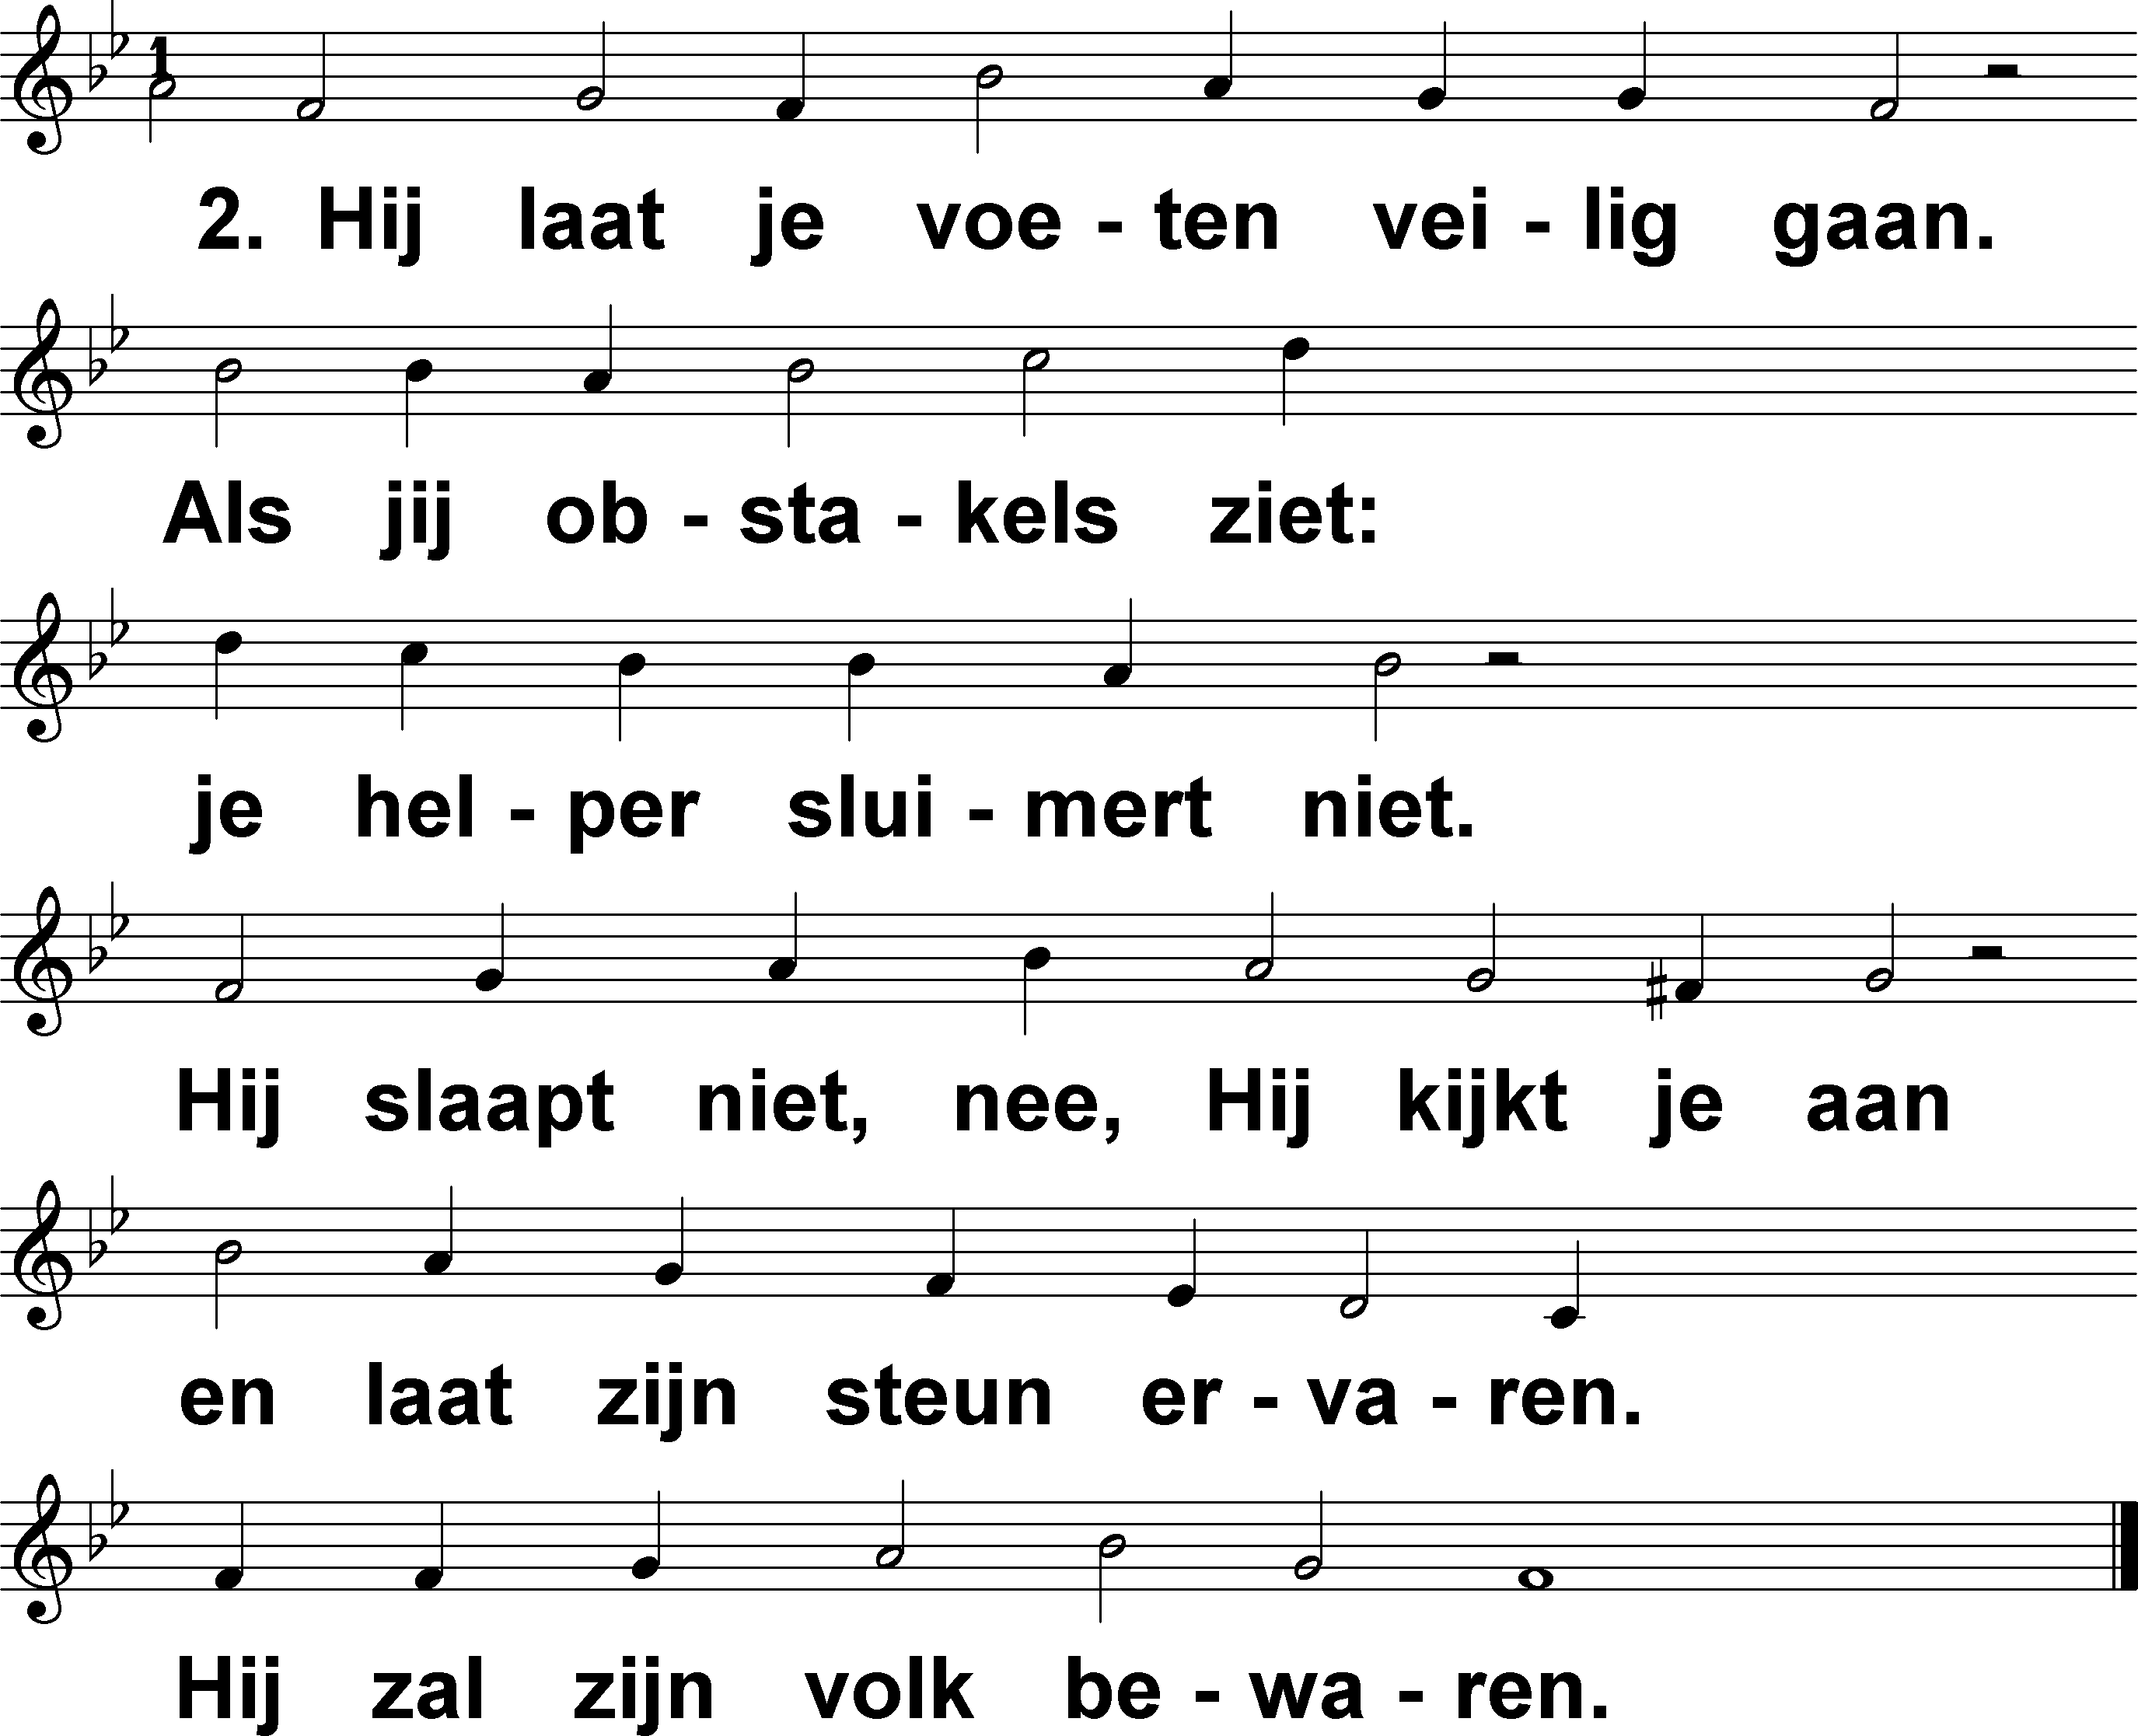 1
2. Hij laat je voe - ten vei - lig gaan.
Als jij ob - sta - kels ziet:
je hel - per slui - mert niet.
Hij slaapt niet, nee, Hij kijkt je aan
en laat zijn steun er - va - ren.
Hij zal zijn volk be - wa - ren.